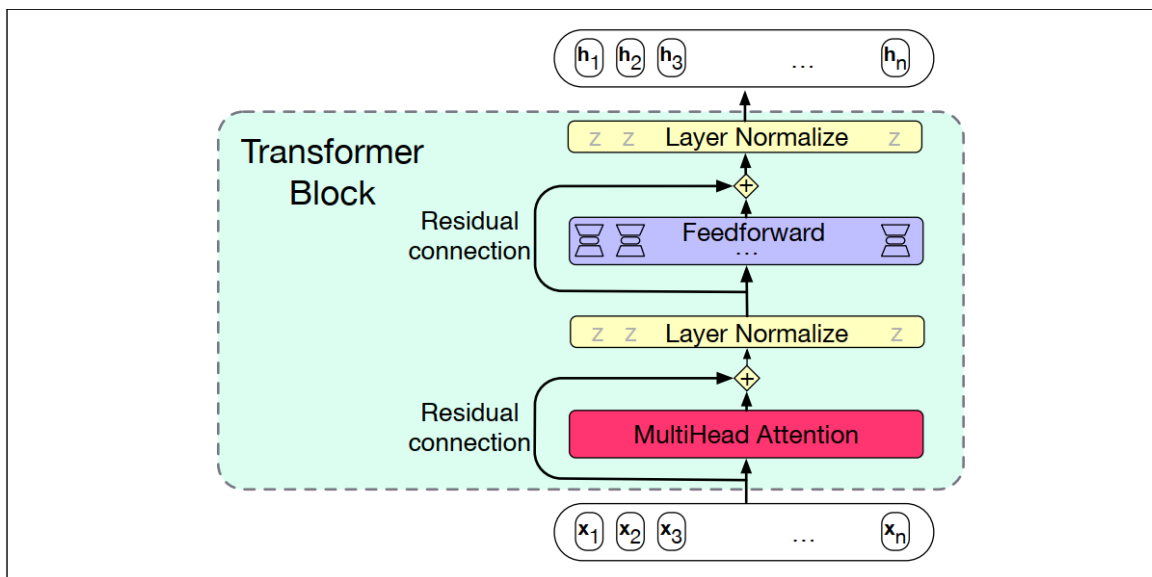 h1 h2 h3 ... hn
Transformer
Block
z z Layer Normalize z
+
Residual
connection
Feedforward
...
z z Layer Normalize z
+
Residual
connection
MultiHead Attention
x1 x2 x3 ... xn